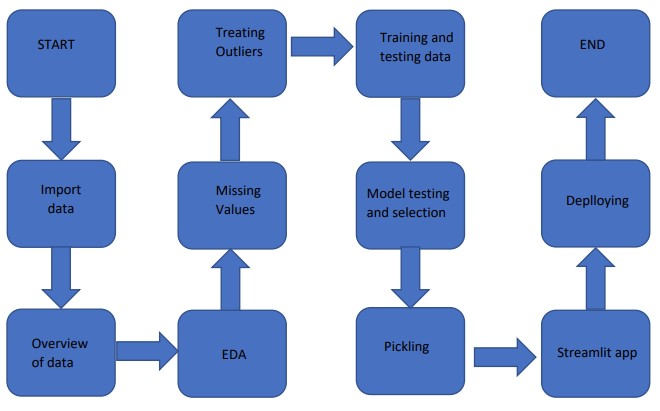 START
Import
data
Overview
of data
EDA
Missing
Values
Treating
Outliers
Training and
testing data
Model testing
and selection
Pickling
Streamlit app
Deplloying
END